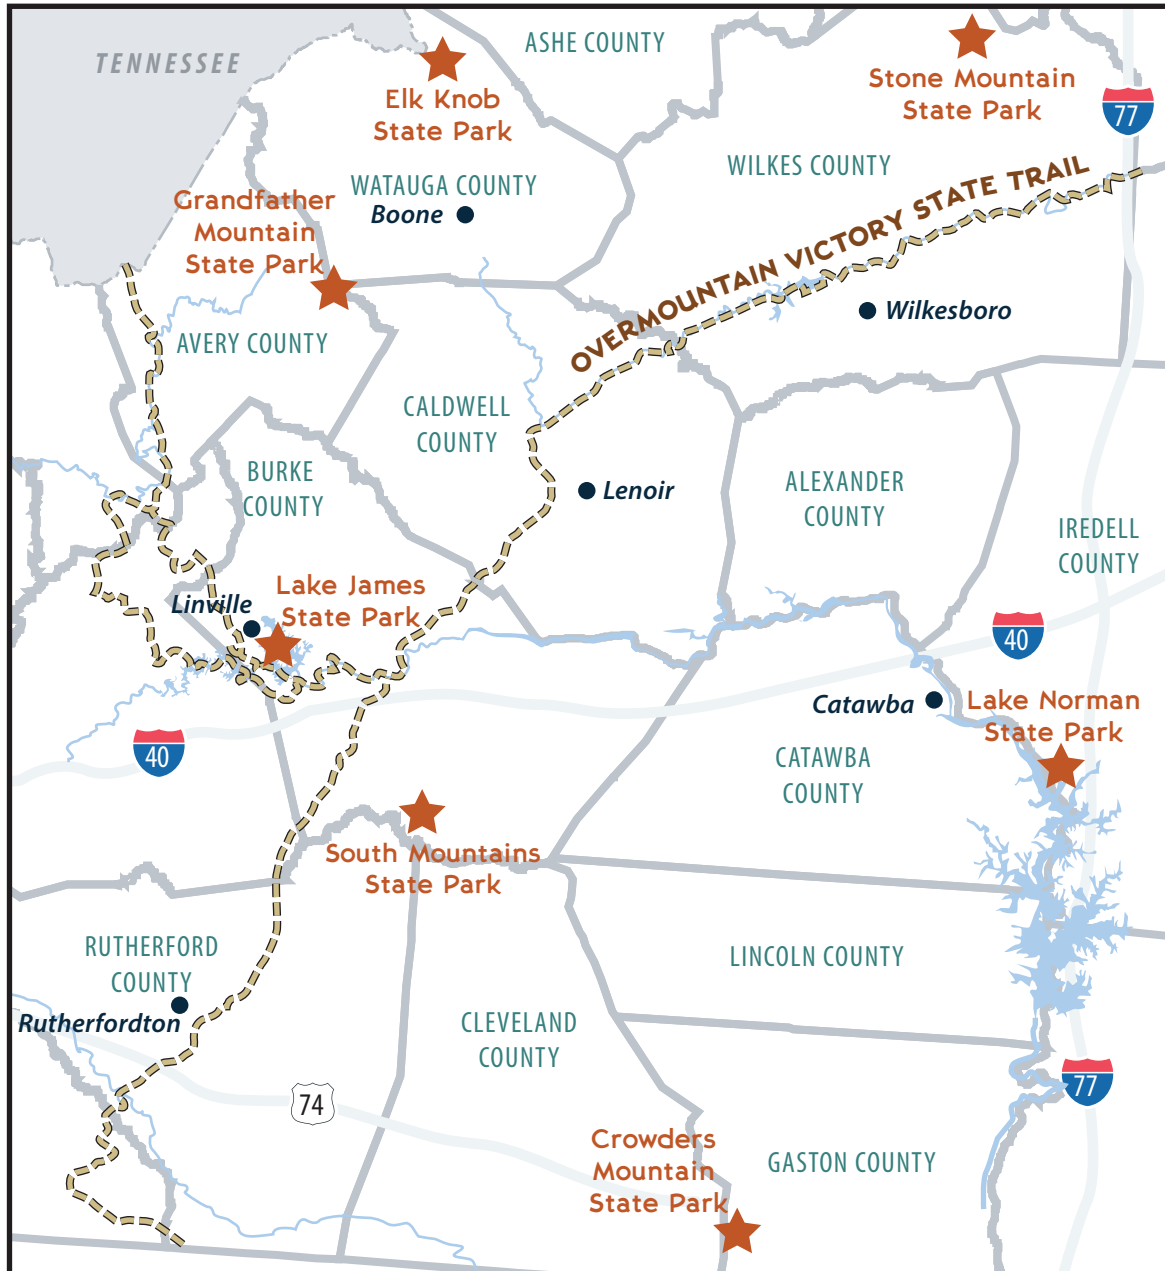 TENNESSEE
ASHE COUNTY
Elk Knob
State Park
Stone Mountain
State Park
77
WILKES COUNTY
WATAUGA COUNTY
Boone
Grandfather
Mountain
State Park
OVERMOUNTAIN VICTORY STATE TRAIL
Wilkesboro
AVERY COUNTY
CALDWELL
COUNTY
BURKE
COUNTY
Lenoir
ALEXANDER
COUNTY
IREDELL
COUNTY
Linville
Lake James
State Park
40
Catawba
Lake Norman
State Park
40
CATAWBA
COUNTY
South Mountains
State Park
RUTHERFORD
COUNTY
Rutherfordton
LINCOLN COUNTY
CLEVELAND
COUNTY
74
77
Crowders
Mountain
State Park
GASTON COUNTY